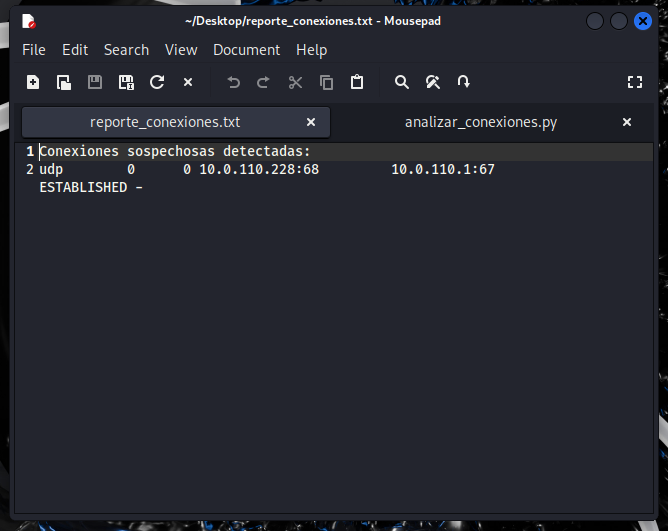 ~/Desktop/reporte_conexiones.txt - Mousepad
File Edit Search View Document Help
reporte_conexiones.txt analizar_conexiones.py
1 Conexiones sospechosas detectadas:
2 udp 0 0 10.0.110.228:68 10.0.110.1:67
ESTABLISHED -